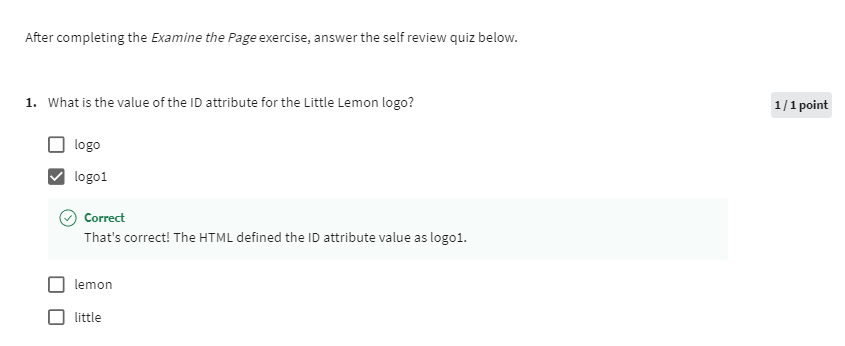 After completing the Examine the Page exercise, answer the self review quiz below.
1. What is the value of the ID attribute for the Little Lemon logo?
1 / 1 point
logo
logo1
Correct
That's correct! The HTML defined the ID attribute value as logo1.
lemon
little